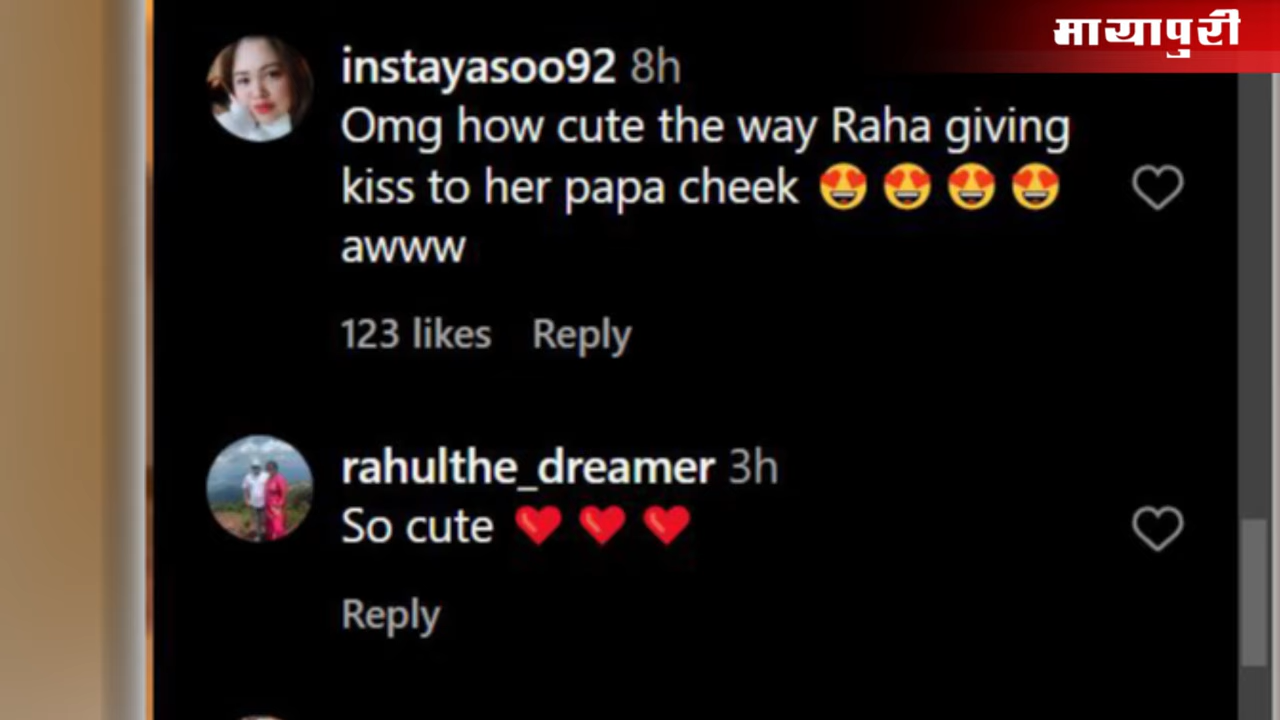 मायापुरी
instayasoo92 8h
Omg how cute the way Raha giving
kiss to her papa cheek 😍 😍 😍 😍
awww
123 likes Reply
rahulthe_dreamer 3h
So cute ❤️ ❤️ ❤️
Reply